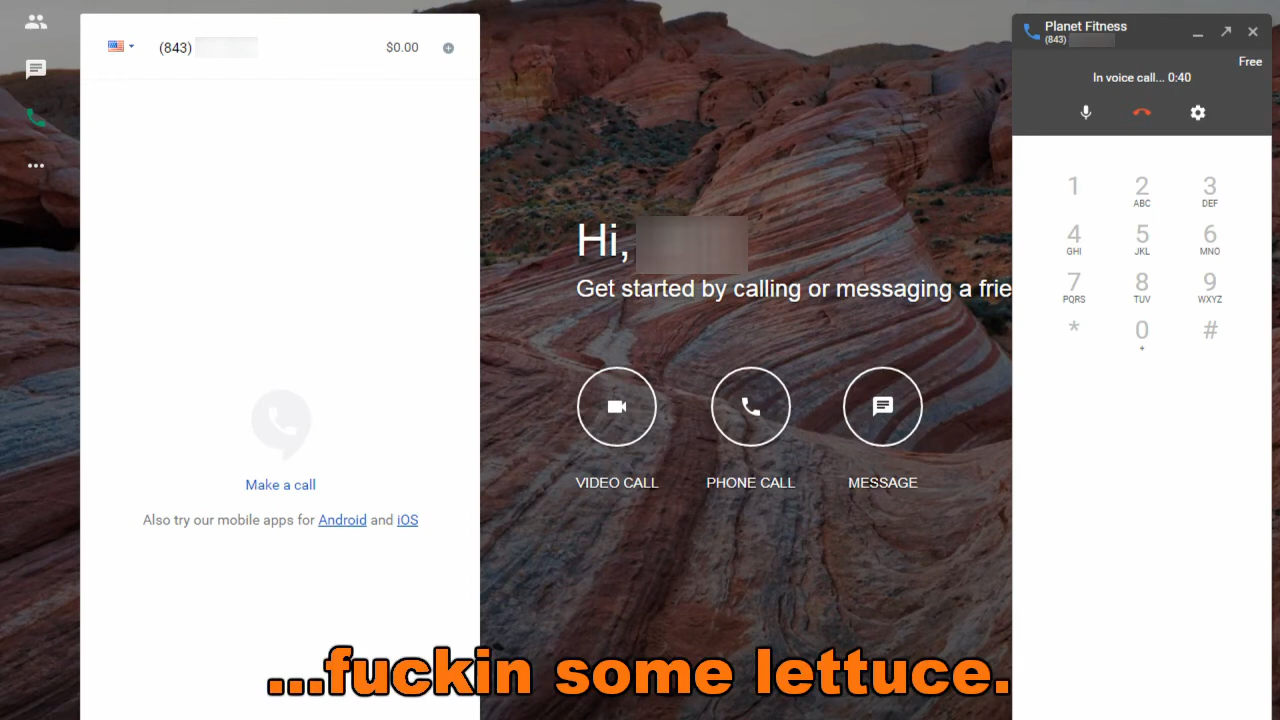 (843)
$0.00
Make a call
Also try our mobile apps for Android and iOS
Hi,
Get started by calling or messaging a frie
VIDEO CALL
PHONE CALL
MESSAGE
Planet Fitness
(843)
Free
In voice call... 0:40
1
2
3
ABC
DEF
4
5
6
GHI
JKL
MNO
7
8
9
PQRS
TUV
WXYZ
*
0
#
+
...fuckin some lettuce.